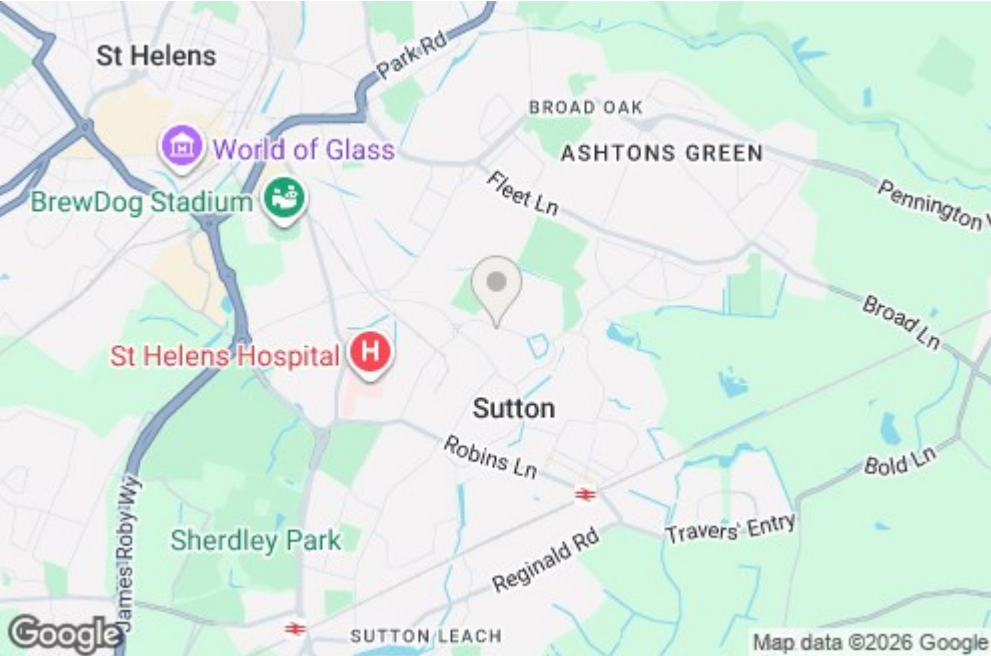 St Helens
Park Rd
BROAD OAK
World of Glass
ASHTONS GREEN
BrewDog Stadium
Fleet Ln
Pennington
Broad Ln
H
St Helens Hospital
Sutton
Robins Ln
Bold Ln
James Roby Wy
Sherdley Park
Travers' Entry
Reginald Rd
SUTTON LEACH
Google
Map data ©2026 Google